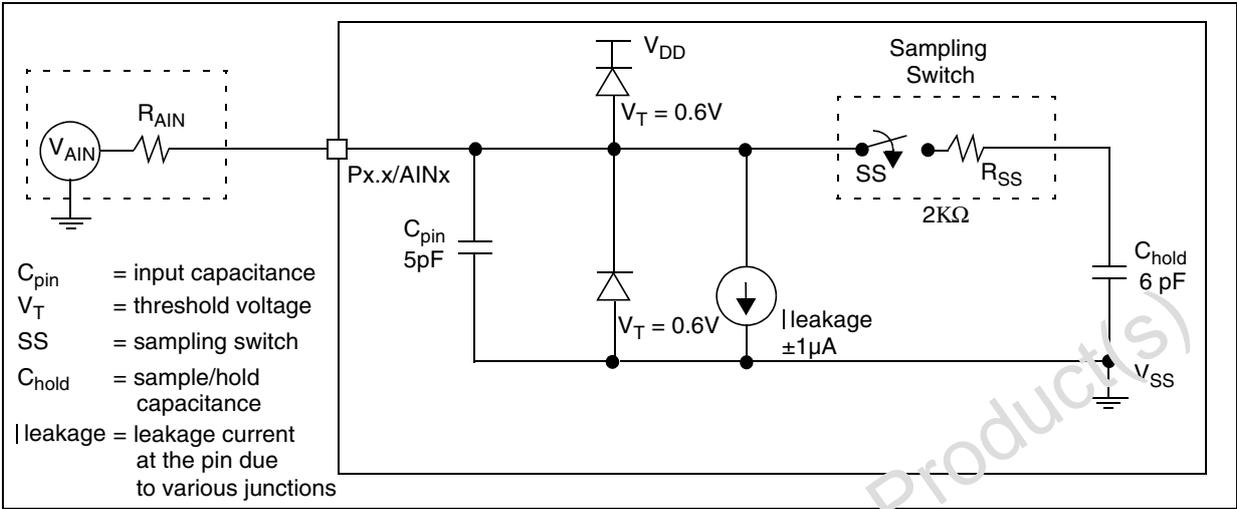 V_DD
Sampling
Switch
V_T = 0.6V
R_AIN
V_AIN
Px.x/AINx
SS
R_SS
2KΩ
C_pin
5pF
C_hold
6 pF
V_T = 0.6V
I leakage
±1µA
V_SS
C_pin = input capacitance
V_T = threshold voltage
SS = sampling switch
C_hold = sample/hold
capacitance
I leakage = leakage current
at the pin due
to various junctions
Product(s)